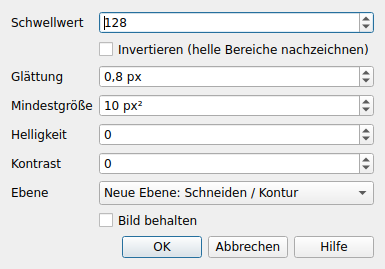 Schwellwert 128
Invertieren (helle Bereiche nachzeichnen)
Glättung 0,8 px
Mindestgröße 10 px²
Helligkeit 0
Kontrast 0
Ebene Neue Ebene: Schneiden / Kontur
Bild behalten
OK Abbrechen Hilfe